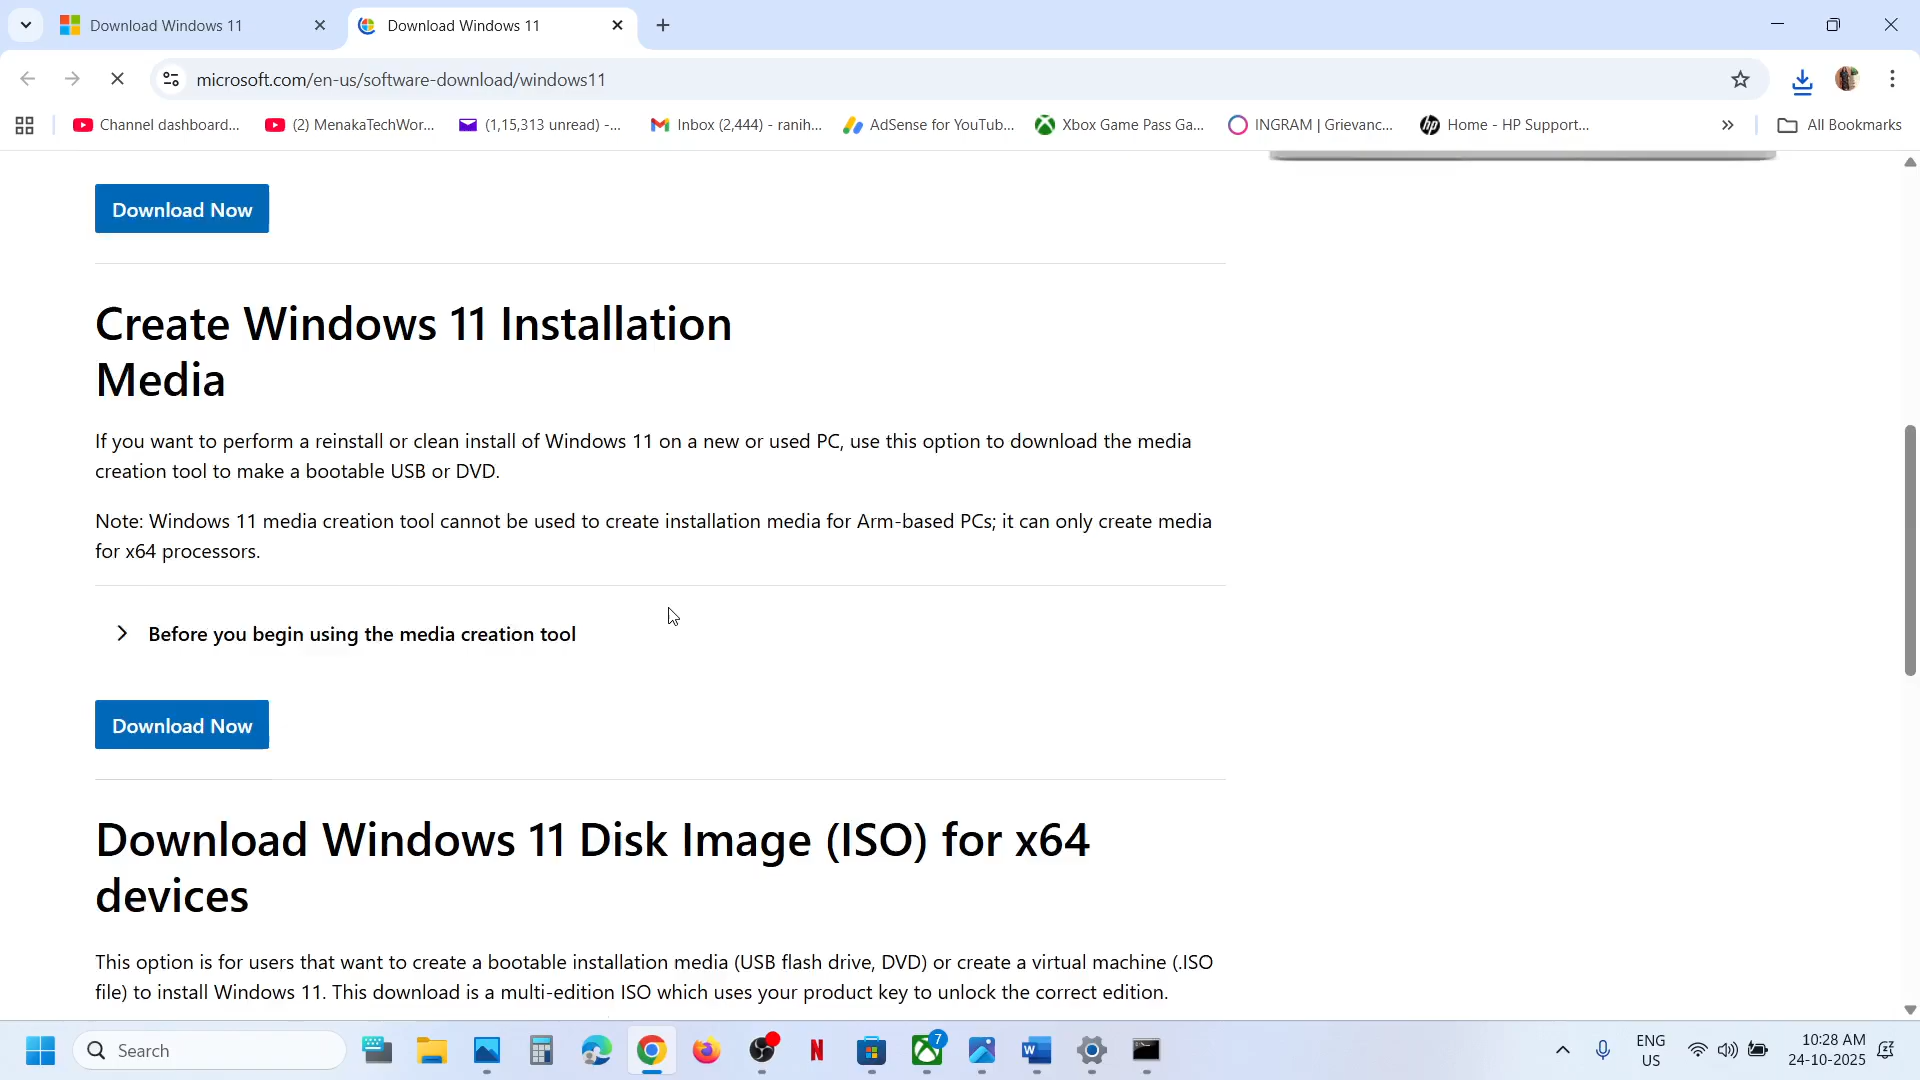 Download Windows 11
Download Windows 11
microsoft.com/en-us/software-download/windows11
Channel dashboard...
(2) MenakaTechWor...
(1,15,313 unread) -...
Inbox (2,444) - ranih...
AdSense for YouTub...
Xbox Game Pass Ga...
INGRAM | Grievanc...
Home - HP Support...
All Bookmarks
Download Now
Create Windows 11 Installation
Media
If you want to perform a reinstall or clean install of Windows 11 on a new or used PC, use this option to download the media
creation tool to make a bootable USB or DVD.
Note: Windows 11 media creation tool cannot be used to create installation media for Arm-based PCs; it can only create media
for x64 processors.
Before you begin using the media creation tool
Download Now
Download Windows 11 Disk Image (ISO) for x64
devices
This option is for users that want to create a bootable installation media (USB flash drive, DVD) or create a virtual machine (.ISO
file) to install Windows 11. This download is a multi-edition ISO which uses your product key to unlock the correct edition.
Search
7
ENG
US
10:28 AM
24-10-2025